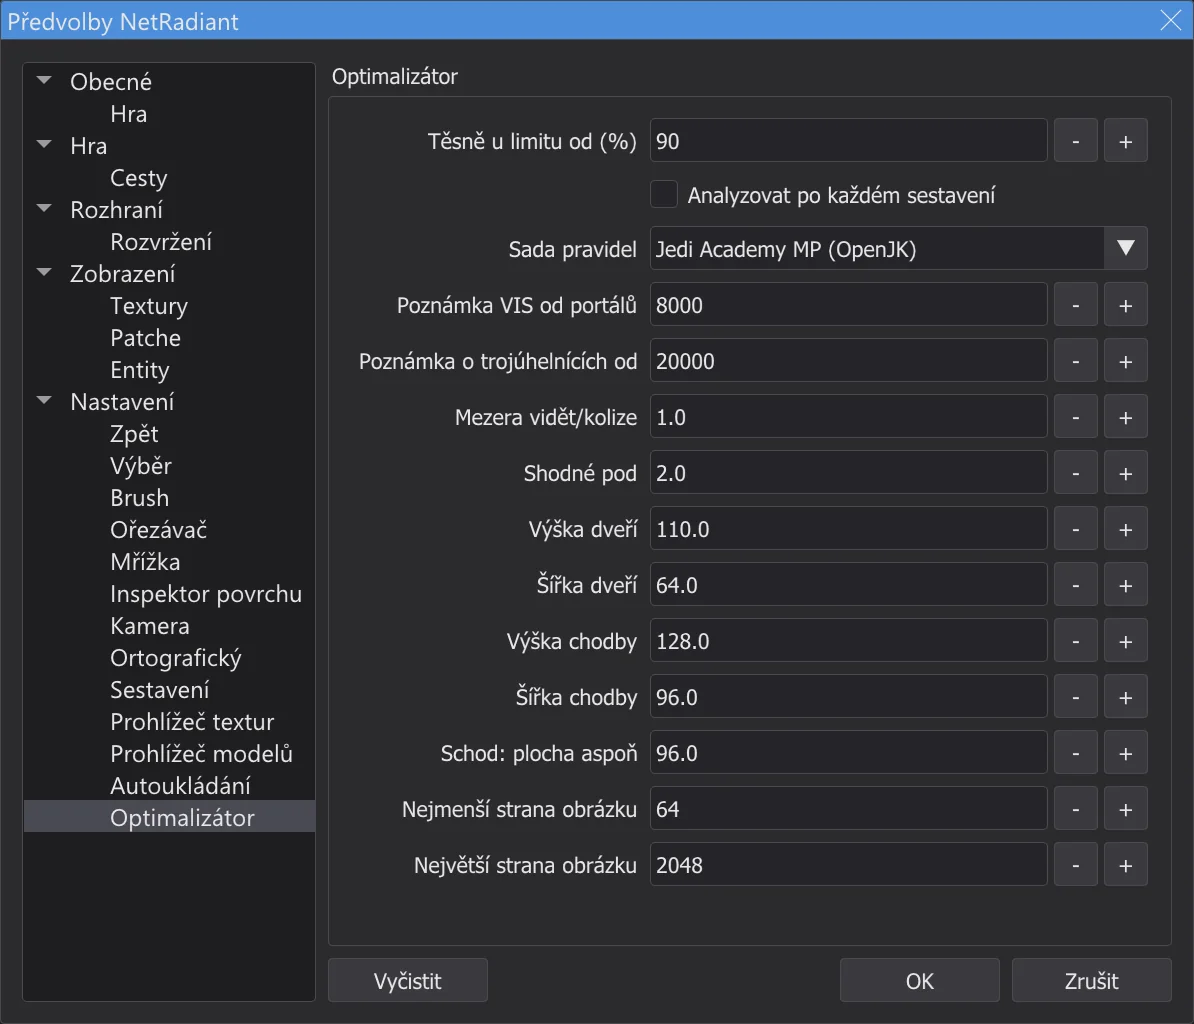 Předvolby NetRadiant
Obecné
Hra
Hra
Cesty
Rozhraní
Rozvržení
Zobrazení
Textury
Patche
Entity
Nastavení
Zpět
Výběr
Brush
Ořezávač
Mřížka
Inspektor povrchu
Kamera
Ortografický
Sestavení
Prohlížeč textur
Prohlížeč modelů
Autoukládání
Optimalizátor
Optimalizátor
Těsně u limitu od (%) 90 - +
Analyzovat po každém sestavení
Sada pravidel Jedi Academy MP (OpenJK)
Poznámka VIS od portálů 8000 - +
Poznámka o trojúhelnících od 20000 - +
Mezera vidět/kolize 1.0 - +
Shodné pod 2.0 - +
Výška dveří 110.0 - +
Šířka dveří 64.0 - +
Výška chodby 128.0 - +
Šířka chodby 96.0 - +
Schod: plocha aspoň 96.0 - +
Nejmenší strana obrázku 64 - +
Největší strana obrázku 2048 - +
Vyčistit OK Zrušit